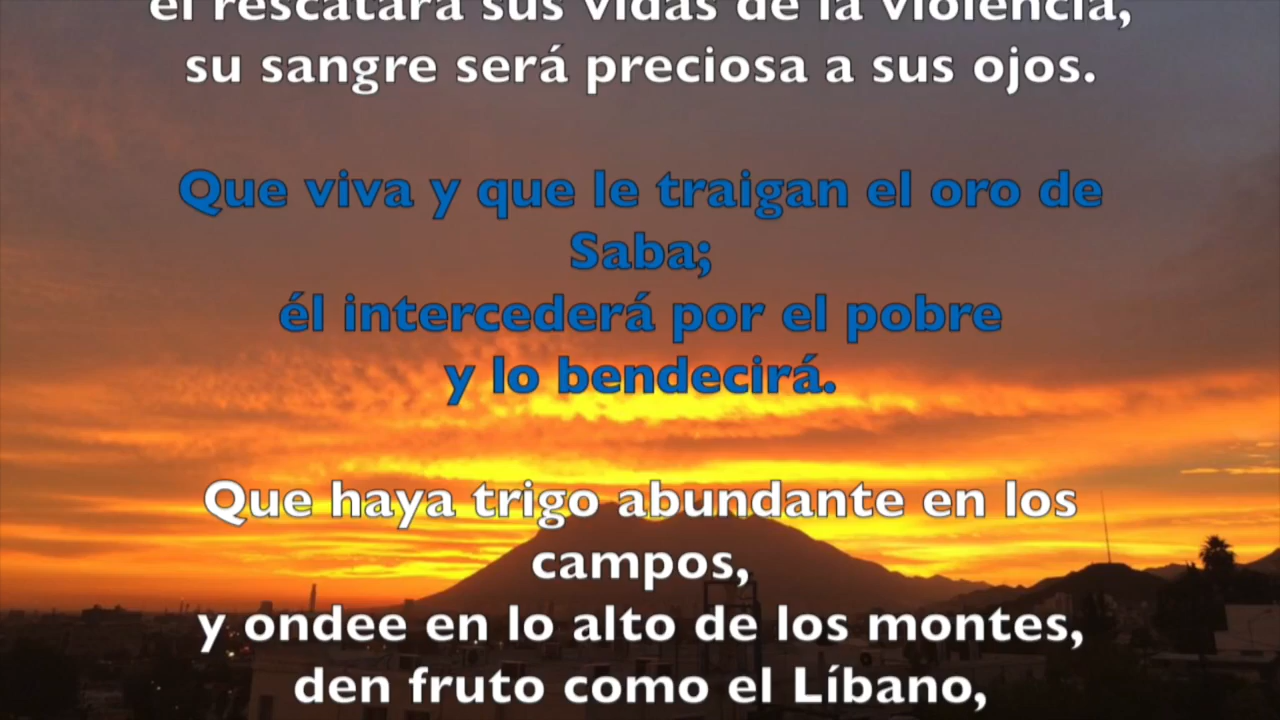 él rescatará sus vidas de la violencia,
su sangre será preciosa a sus ojos.
Que viva y que le traigan el oro de
Saba;
él intercederá por el pobre
y lo bendecirá.
Que haya trigo abundante en los
campos,
y ondee en lo alto de los montes,
den fruto como el Líbano,